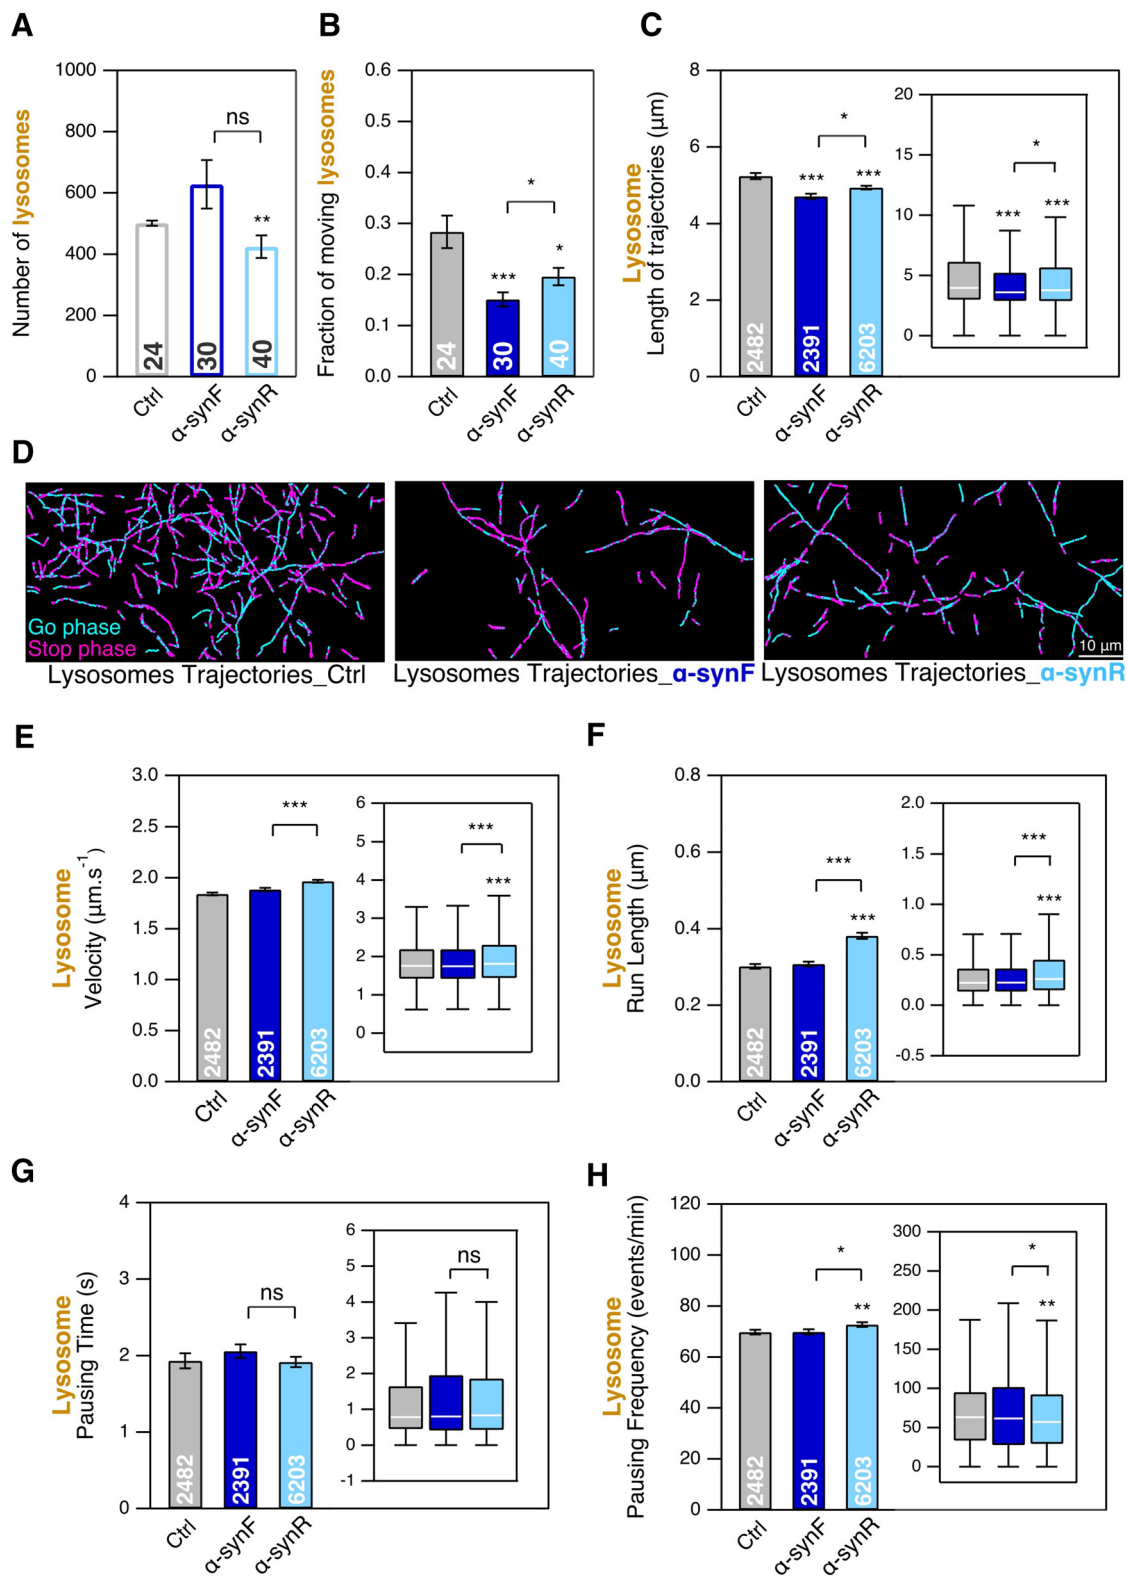 A
Number of lysosomes
1000
800
600
400
200
0
ns
**
24
30
40
Ctrl
α-synF
α-synR
B
Fraction of moving lysosomes
0.6
0.5
0.4
0.3
0.2
0.1
0.0
*
***
*
24
30
40
Ctrl
α-synF
α-synR
C
Lysosome
Length of trajectories (µm)
8
6
4
2
0
*
***
***
2482
2391
6203
Ctrl
α-synF
α-synR
20
15
10
5
0
*
***
***
D
Go phase
Stop phase
10 µm
Lysosomes Trajectories_Ctrl
Lysosomes Trajectories_α-synF
Lysosomes Trajectories_α-synR
E
Lysosome
Velocity (µm.s⁻¹)
3.0
2.5
2.0
1.5
1.0
0.5
0.0
***
2482
2391
6203
Ctrl
α-synF
α-synR
6
5
4
3
2
1
0
***
***
F
Lysosome
Run Length (µm)
0.8
0.6
0.4
0.2
0.0
***
***
2482
2391
6203
Ctrl
α-synF
α-synR
2.0
1.5
1.0
0.5
0.0
-0.5
***
***
G
Lysosome
Pausing Time (s)
4
3
2
1
0
ns
2482
2391
6203
Ctrl
α-synF
α-synR
6
5
4
3
2
1
0
-1
ns
H
Lysosome
Pausing Frequency (events/min)
120
100
80
60
40
20
0
*
**
2482
2391
6203
Ctrl
α-synF
α-synR
300
250
200
150
100
50
0
*
**